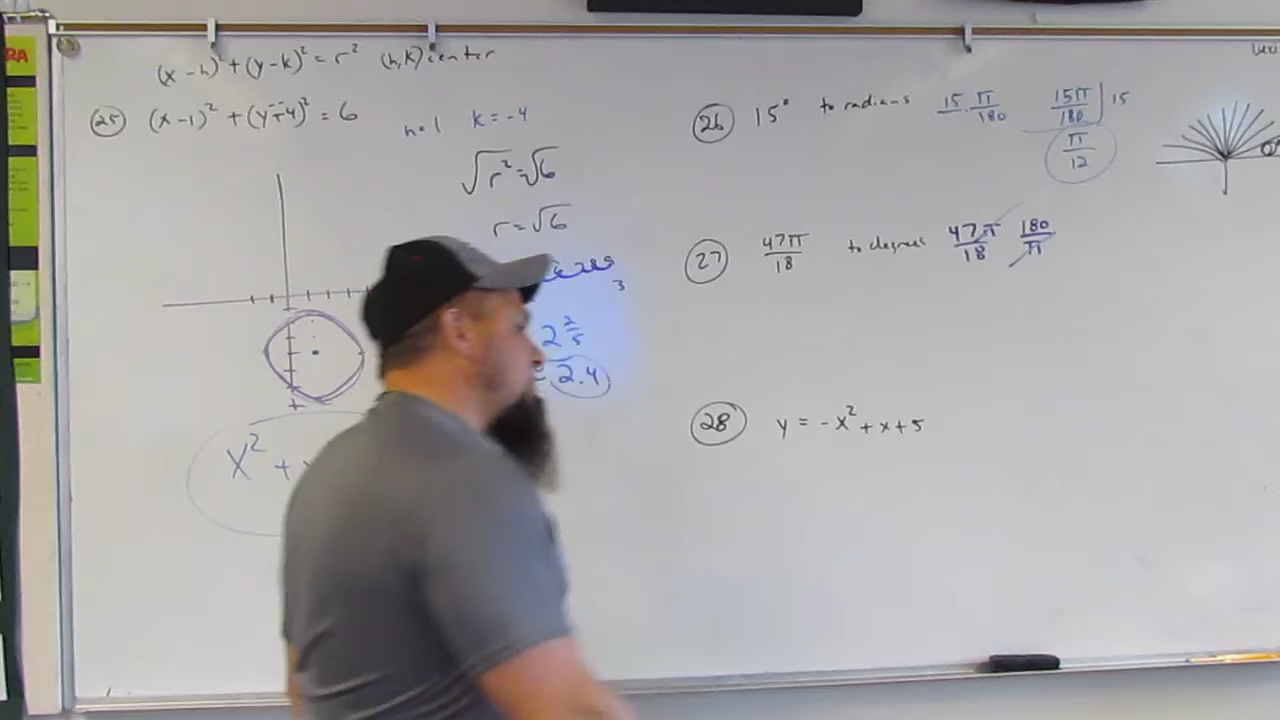 (x-h)² + (y-k)² = r² (h,k) center
25 (x-1)² + (y+4)² = 6
h=1 k=-4
√r² = √6
r = √6
3
2 2/5
2.4
x² +
26 15° to radians 15 · π/180 15π/180 | 15
π/12
27 47π/18 to degrees 47π/18 180/π
28 y = -x² + x + 5
RA